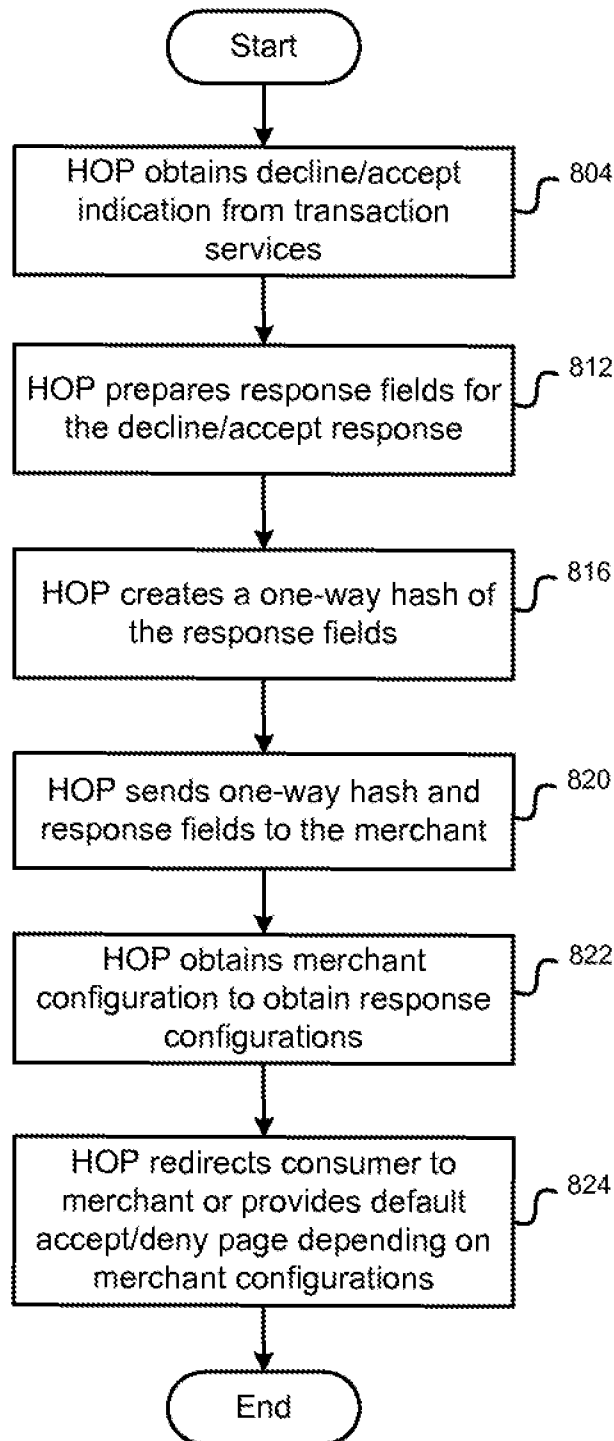 Start
HOP obtains decline/accept
indication from transaction
services
804
HOP prepares response fields for
the decline/accept response
812
HOP creates a one-way hash of
the response fields
816
HOP sends one-way hash and
response fields to the merchant
820
HOP obtains merchant
configuration to obtain response
configurations
822
HOP redirects consumer to
merchant or provides default
accept/deny page depending on
merchant configurations
824
End